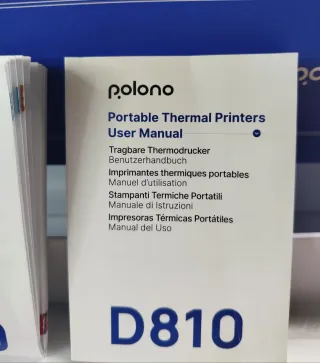 polono
Portable Thermal Printers
User Manual
Tragbare Thermodrucker
Benutzerhandbuch
Imprimantes thermiques portables
Manuel d'utilisation
Stampanti Termiche Portatili
Manuale di Istruzioni
Impresoras Térmicas Portátiles
Manual del Uso
D810